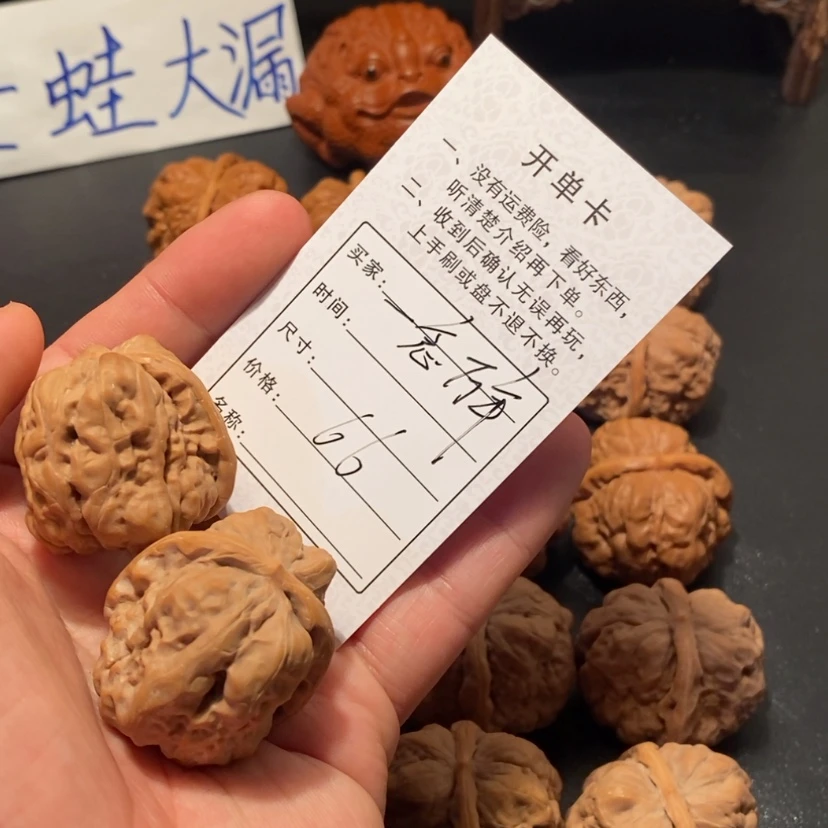 蛙大漏
开单卡
一、没有运费险，看好东西，
听清楚介绍再下单。
二、收到后确认无误再玩，
上手刷或盘不退不换。
买家：一念
时间：
尺寸：
价格：66
名称：